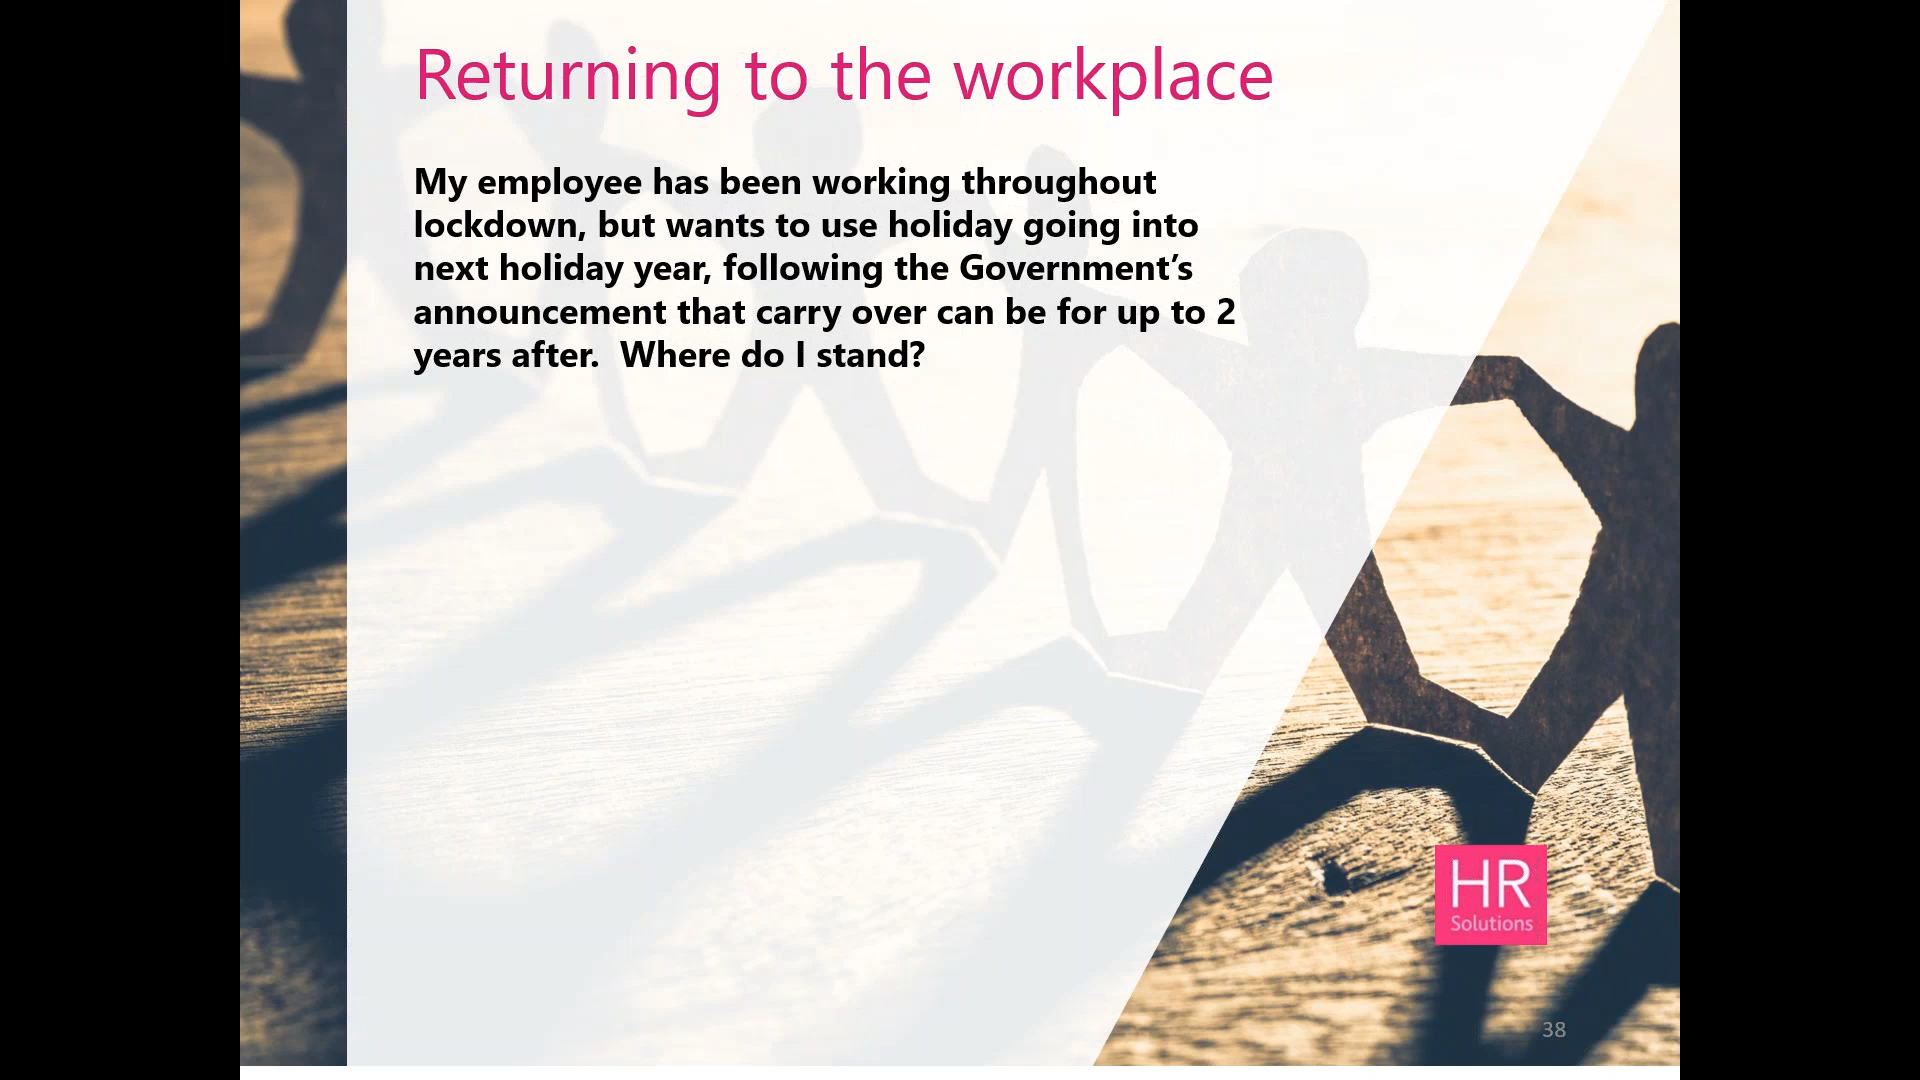 Returning to the workplace
My employee has been working throughout
lockdown, but wants to use holiday going into
next holiday year, following the Government’s
announcement that carry over can be for up to 2
years after.  Where do I stand?
HR
Solutions
38